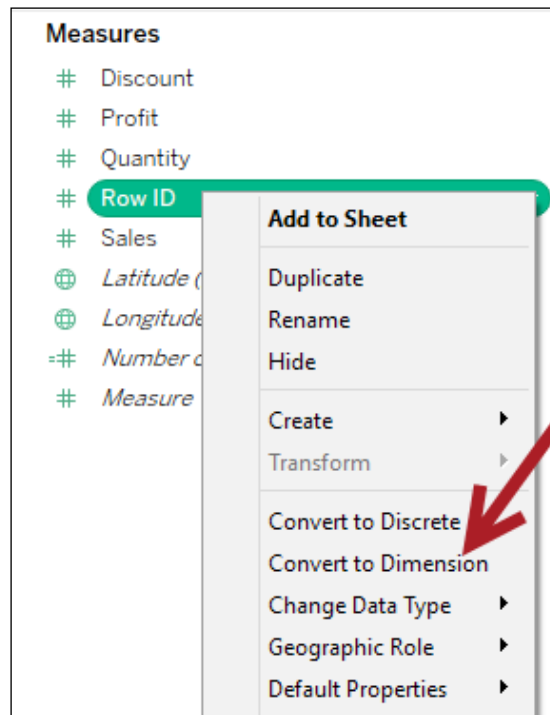 Measures
Discount
Profit
Quantity
Row ID
Sales
Latitude (
Longitude
Number o
Measure
Add to Sheet
Duplicate
Rename
Hide
Create
Transform
Convert to Discrete
Convert to Dimension
Change Data Type
Geographic Role
Default Properties